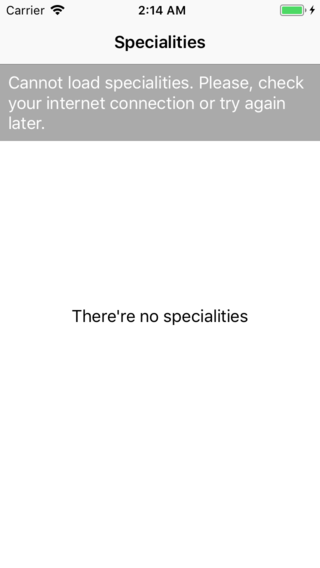 Carrier 2:14 AM
Specialities
Cannot load specialities. Please, check
your internet connection or try again
later.
There're no specialities